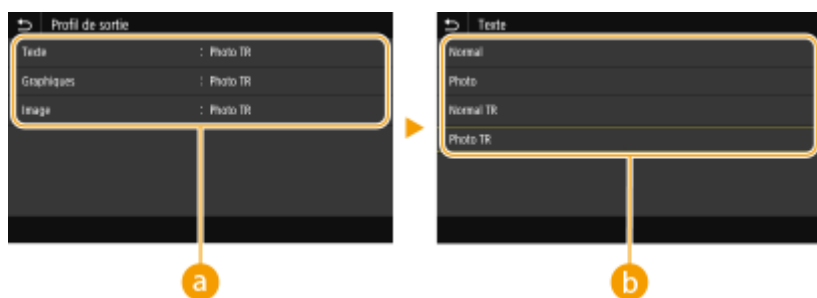 Profil de sortie
Texte : Photo TR
Graphiques : Photo TR
Image : Photo TR
a
Texte
Normal
Photo
Normal TR
Photo TR
b